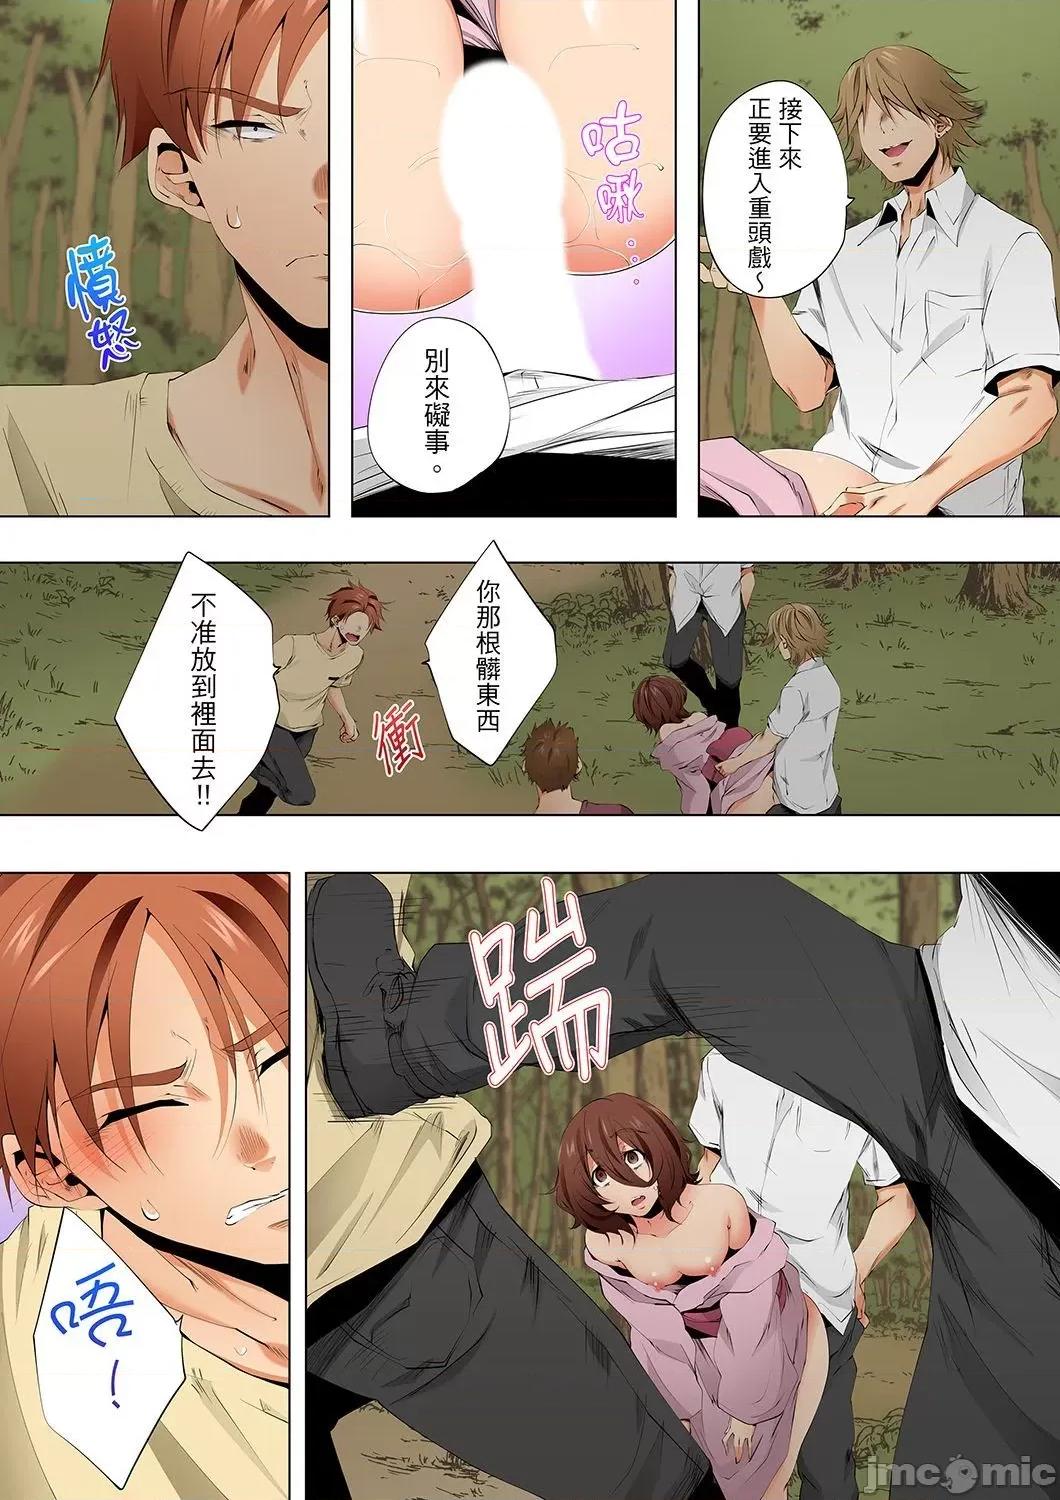 接下來
正要進入重頭戲～
咕啾…
別來礙事。
憤怒
你那根髒東西
衝
不准放到裡面去!!
踹
唔！
jmcomic